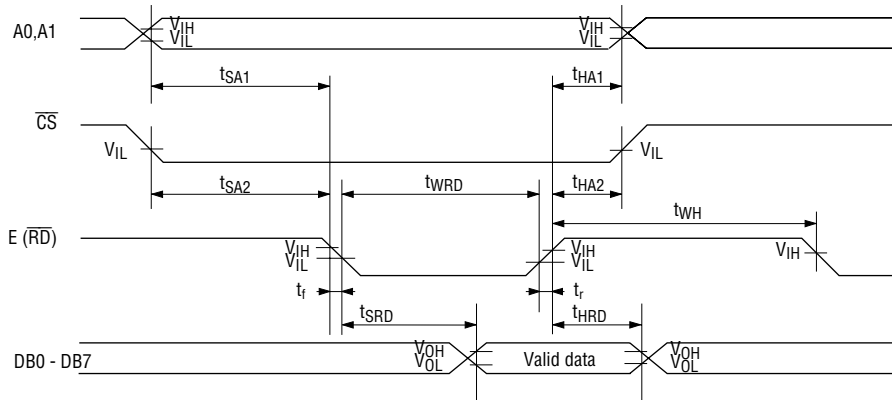 A0,A1
VIH
VIL
VIH
VIL
tSA1
tHA1
CS
VIL
VIL
tSA2
tWRD
tHA2
tWH
E (RD)
VIH
VIL
VIH
VIL
VIH
tf
tr
tSRD
tHRD
DB0 - DB7
VOH
VOL
Valid data
VOH
VOL